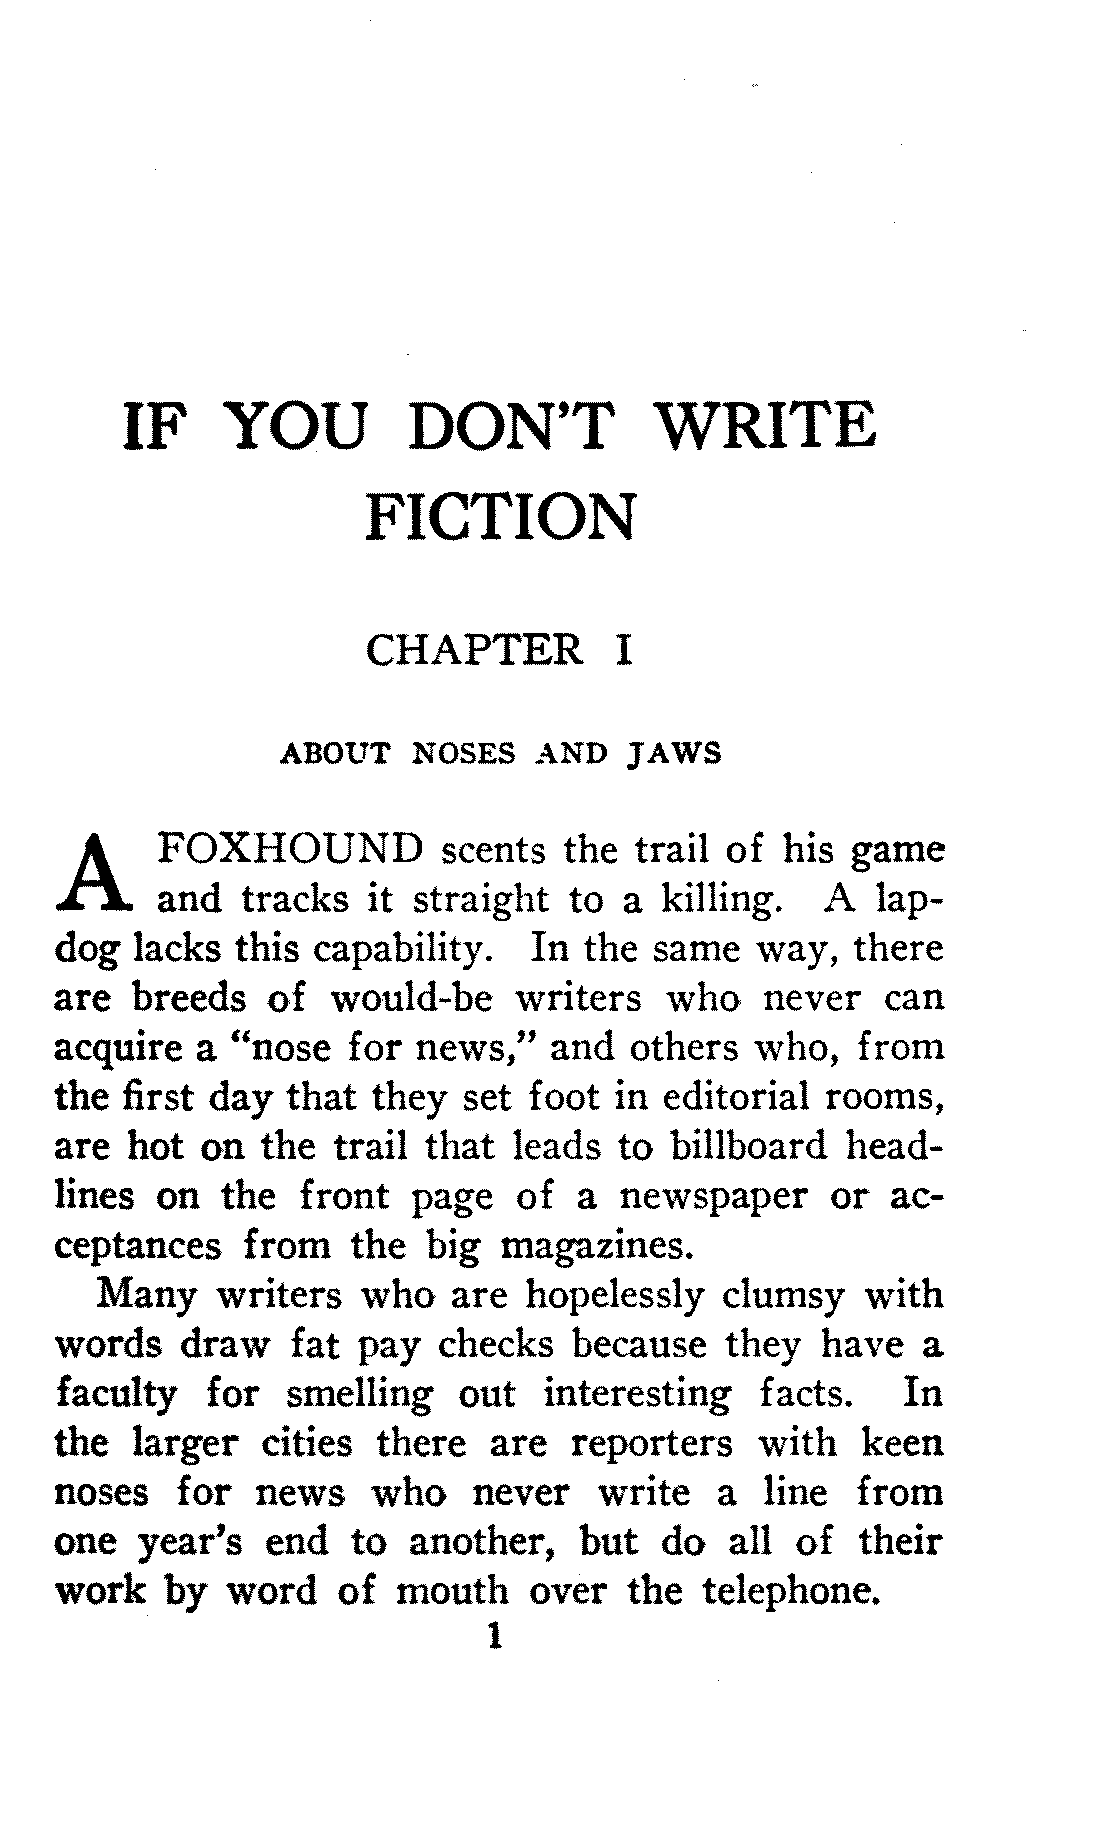 IF YOU DON'T WRITE
FICTION
CHAPTER I
ABOUT NOSES AND JAWS
A FOXHOUND scents the trail of his game
and tracks it straight to a killing. A lap-
dog lacks this capability. In the same way, there
are breeds of would-be writers who never can
acquire a “nose for news,” and others who, from
the first day that they set foot in editorial rooms,
are hot on the trail that leads to billboard head-
lines on the front page of a newspaper or ac-
ceptances from the big magazines.
Many writers who are hopelessly clumsy with
words draw fat pay checks because they have a
faculty for smelling out interesting facts. In
the larger cities there are reporters with keen
noses for news who never write a line from
one year's end to another, but do all of their
work by word of mouth over the telephone.
1